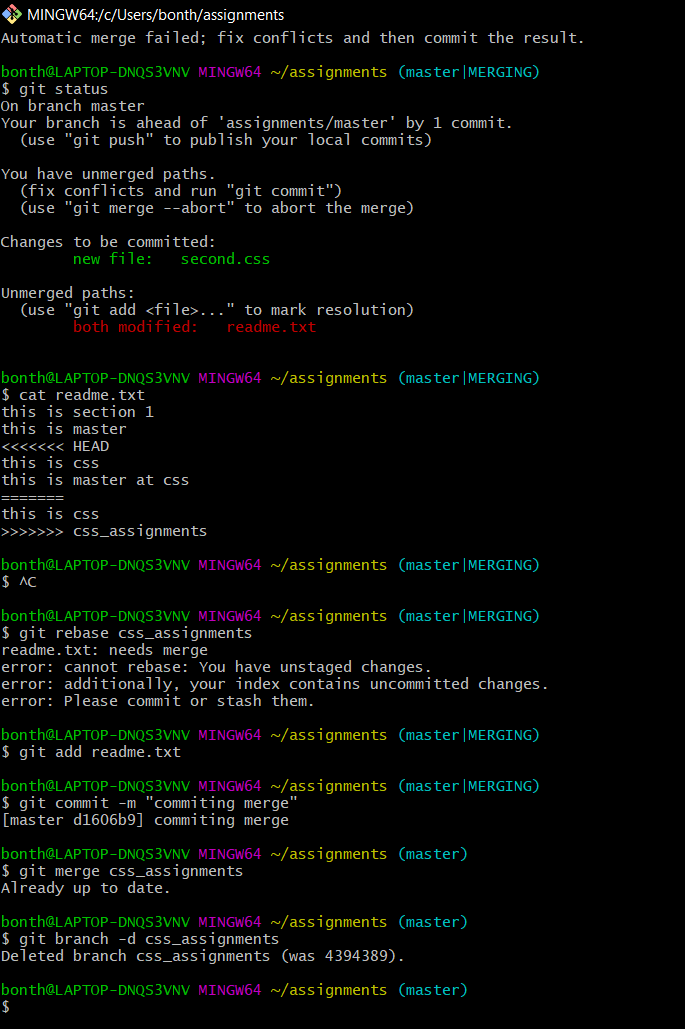 MINGW64:/c/Users/bonth/assignments
Automatic merge failed; fix conflicts and then commit the result.
bonth@LAPTOP-DNQS3VNV MINGW64 ~/assignments (master|MERGING)
$ git status
On branch master
Your branch is ahead of 'assignments/master' by 1 commit.
  (use "git push" to publish your local commits)
You have unmerged paths.
  (fix conflicts and run "git commit")
  (use "git merge --abort" to abort the merge)
Changes to be committed:
        new file:   second.css
Unmerged paths:
  (use "git add <file>..." to mark resolution)
        both modified:   readme.txt
bonth@LAPTOP-DNQS3VNV MINGW64 ~/assignments (master|MERGING)
$ cat readme.txt
this is section 1
this is master
<<<<<<< HEAD
this is css
this is master at css
=======
this is css
>>>>>>> css_assignments
bonth@LAPTOP-DNQS3VNV MINGW64 ~/assignments (master|MERGING)
$ ^C
bonth@LAPTOP-DNQS3VNV MINGW64 ~/assignments (master|MERGING)
$ git rebase css_assignments
readme.txt: needs merge
error: cannot rebase: You have unstaged changes.
error: additionally, your index contains uncommitted changes.
error: Please commit or stash them.
bonth@LAPTOP-DNQS3VNV MINGW64 ~/assignments (master|MERGING)
$ git add readme.txt
bonth@LAPTOP-DNQS3VNV MINGW64 ~/assignments (master|MERGING)
$ git commit -m "commiting merge"
[master d1606b9] commiting merge
bonth@LAPTOP-DNQS3VNV MINGW64 ~/assignments (master)
$ git merge css_assignments
Already up to date.
bonth@LAPTOP-DNQS3VNV MINGW64 ~/assignments (master)
$ git branch -d css_assignments
Deleted branch css_assignments (was 4394389).
bonth@LAPTOP-DNQS3VNV MINGW64 ~/assignments (master)
$